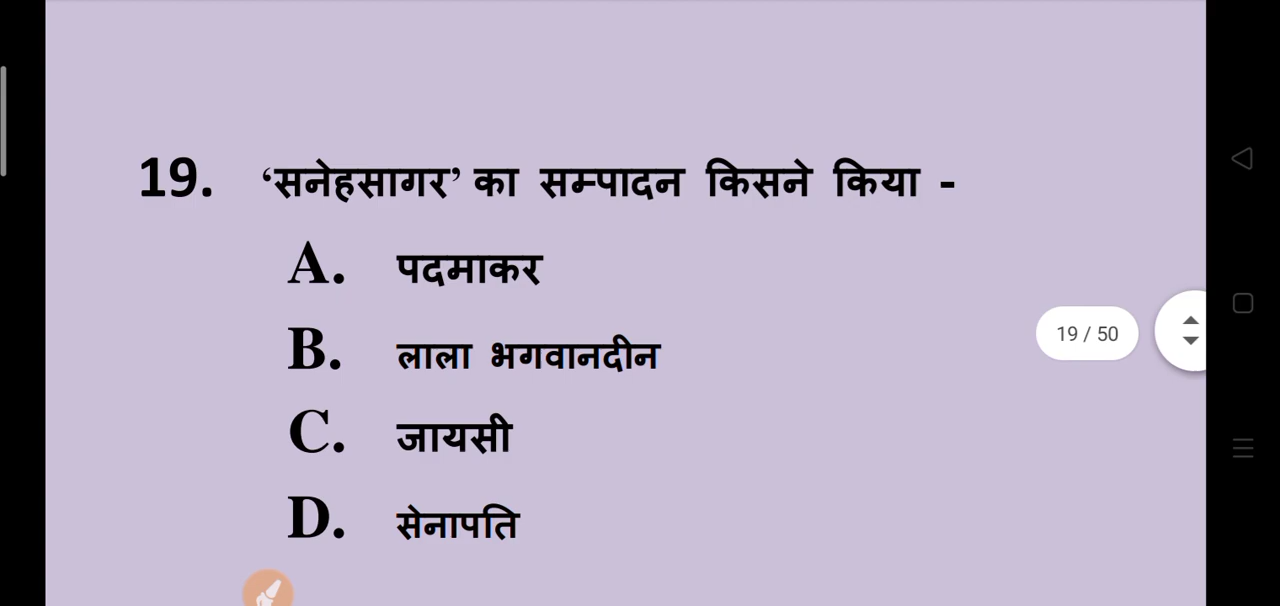 19. ‘सनेहसागर’ का सम्पादन किसने किया -
A. पदमाकर
B. लाला भगवानदीन
C. जायसी
D. सेनापति
19 / 50